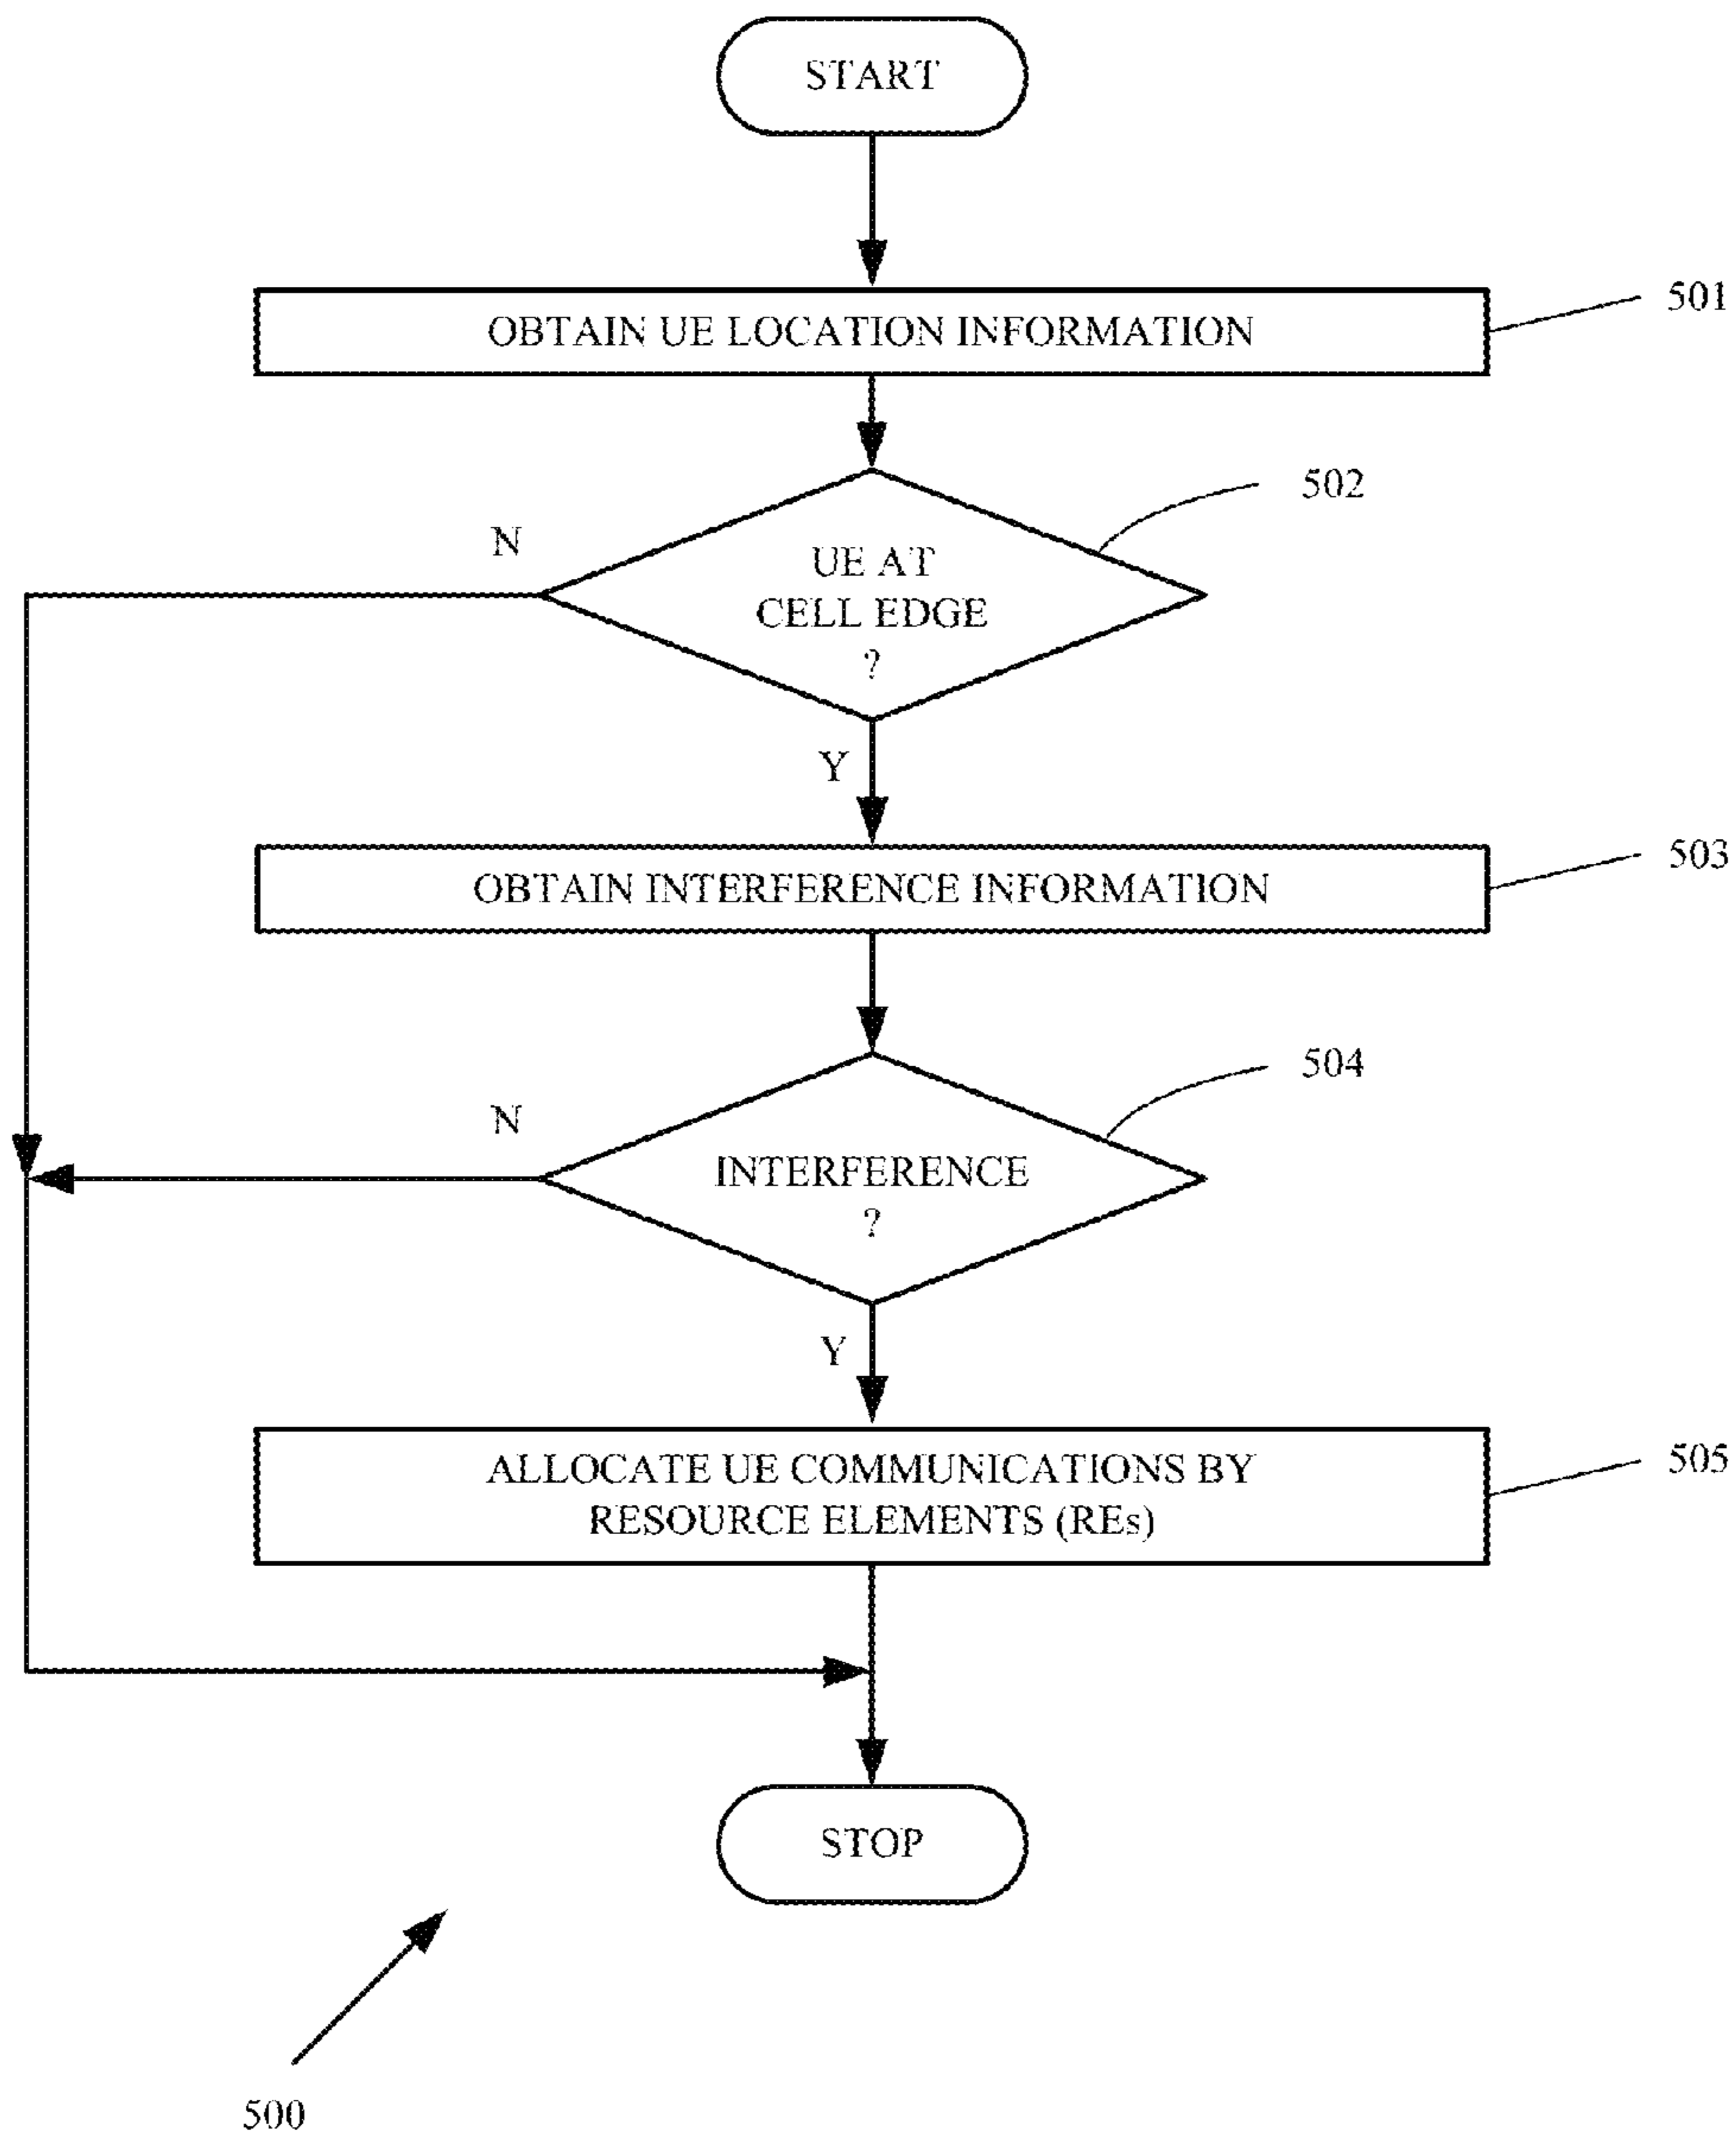 START
OBTAIN UE LOCATION INFORMATION
501
502
N
UE AT
CELL EDGE
?
Y
OBTAIN INTERFERENCE INFORMATION
503
504
N
INTERFERENCE
?
Y
ALLOCATE UE COMMUNICATIONS BY
RESOURCE ELEMENTS (REs)
505
STOP
500